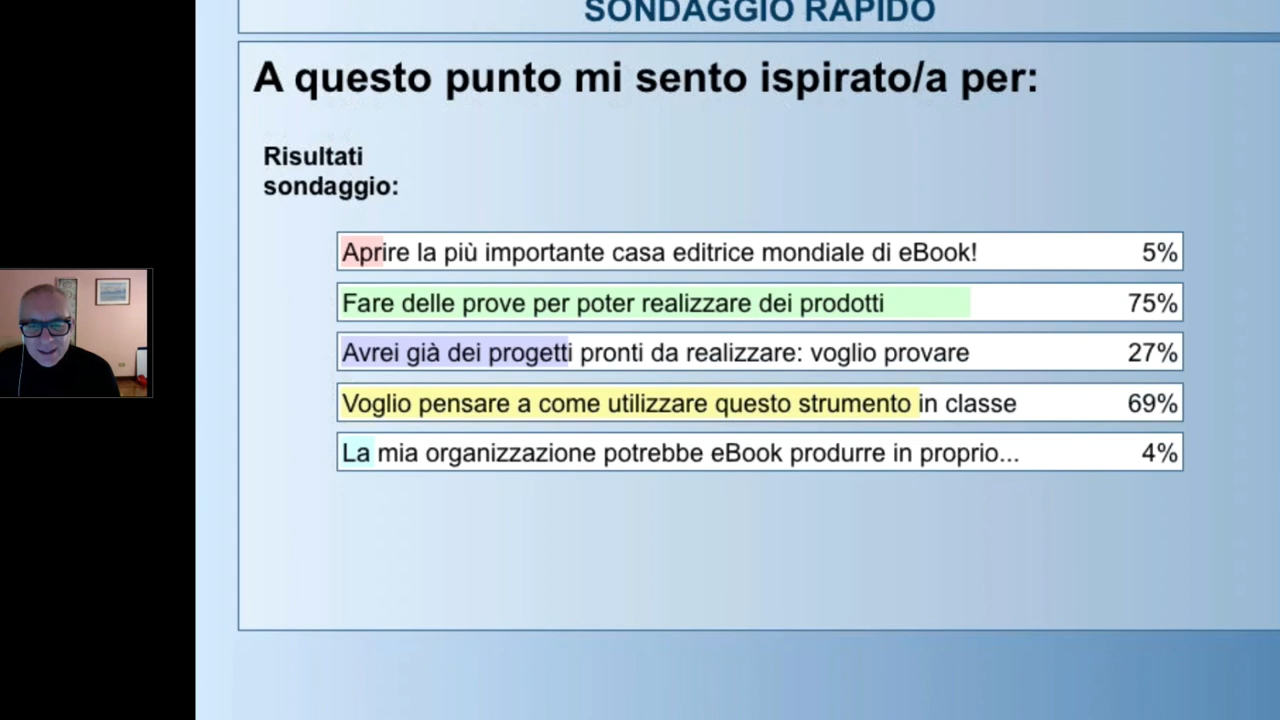 SONDAGGIO RAPIDO
A questo punto mi sento ispirato/a per:
Risultati
sondaggio:
Aprire la più importante casa editrice mondiale di eBook! 5%
Fare delle prove per poter realizzare dei prodotti 75%
Avrei già dei progetti pronti da realizzare: voglio provare 27%
Voglio pensare a come utilizzare questo strumento in classe 69%
La mia organizzazione potrebbe eBook produrre in proprio... 4%